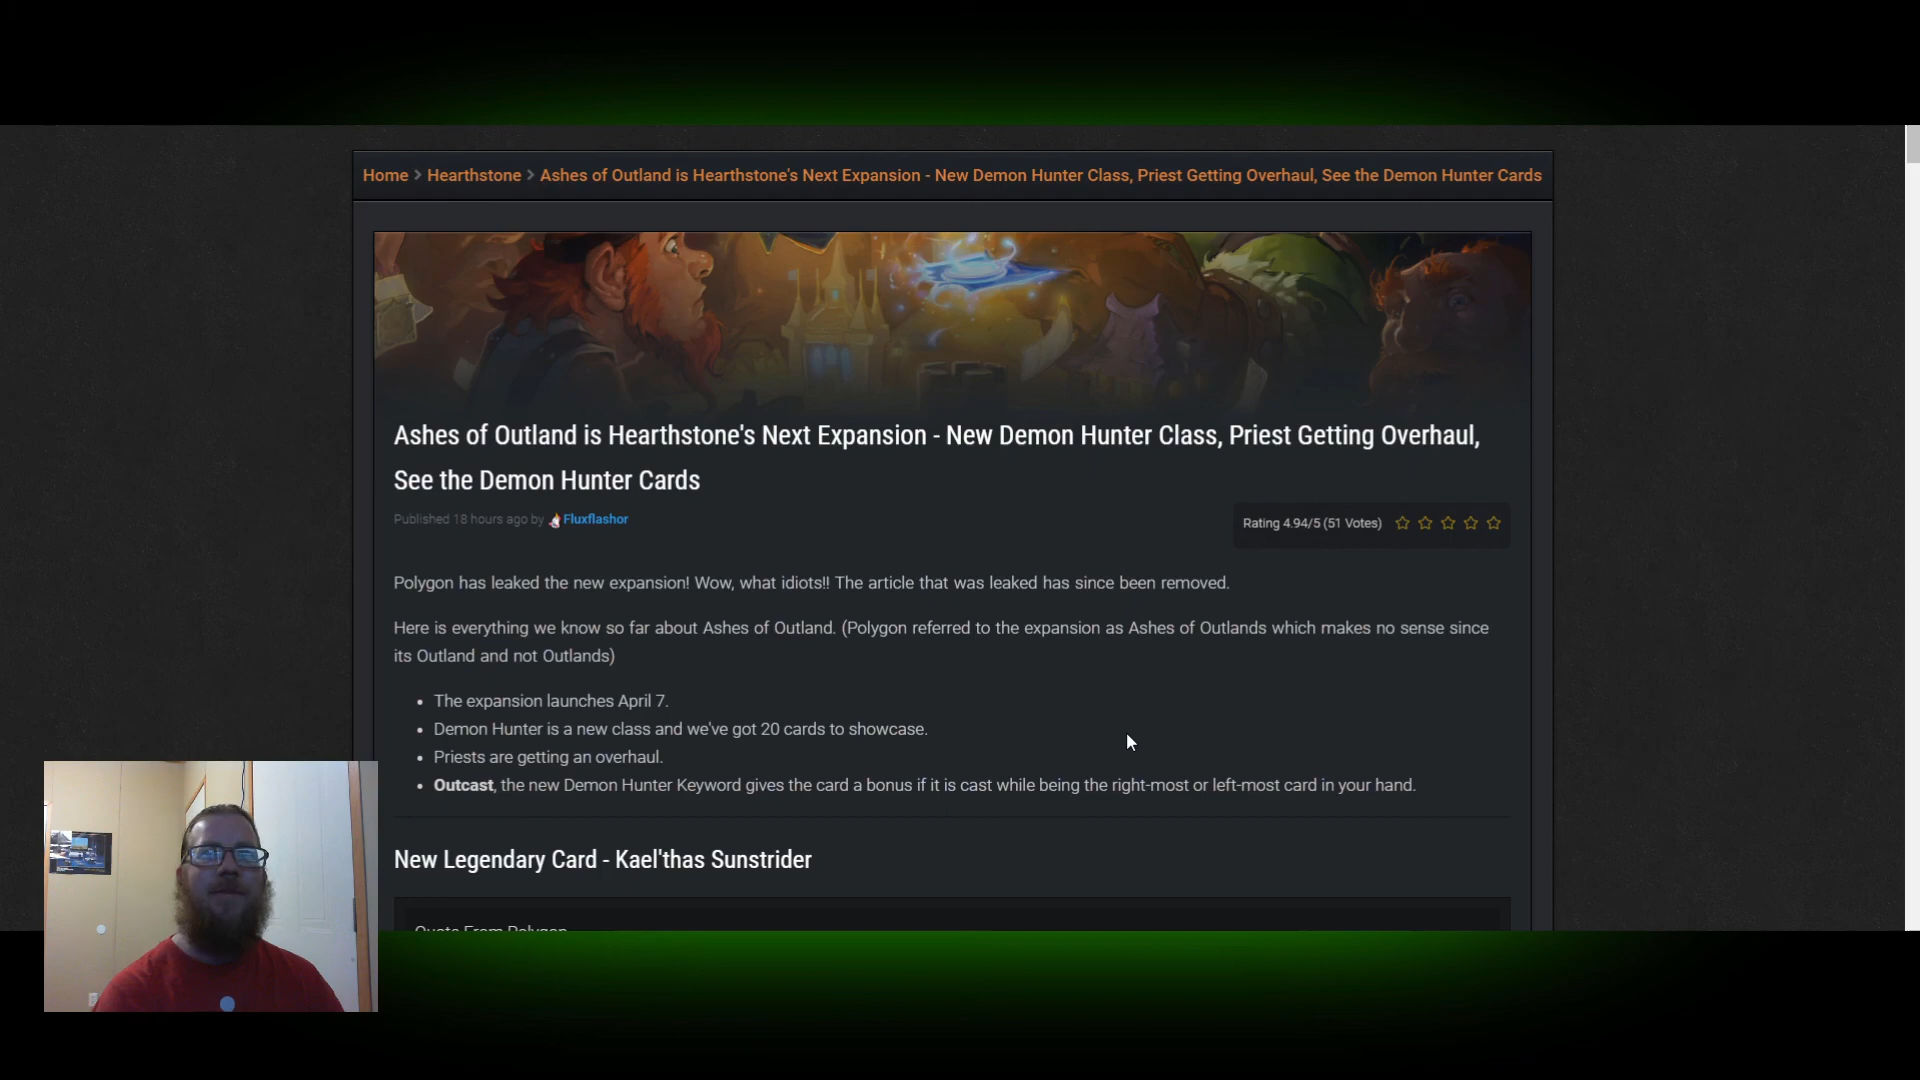 Home > Hearthstone > Ashes of Outland is Hearthstone's Next Expansion - New Demon Hunter Class, Priest Getting Overhaul, See the Demon Hunter Cards
Ashes of Outland is Hearthstone's Next Expansion - New Demon Hunter Class, Priest Getting Overhaul,
See the Demon Hunter Cards
Published 18 hours ago by Fluxflashor
Rating 4.94/5 (51 Votes)
Polygon has leaked the new expansion! Wow, what idiots!! The article that was leaked has since been removed.
Here is everything we know so far about Ashes of Outland. (Polygon referred to the expansion as Ashes of Outlands which makes no sense since
its Outland and not Outlands)
• The expansion launches April 7.
• Demon Hunter is a new class and we've got 20 cards to showcase.
• Priests are getting an overhaul.
• Outcast, the new Demon Hunter Keyword gives the card a bonus if it is cast while being the right-most or left-most card in your hand.
New Legendary Card - Kael'thas Sunstrider
Quote From Polygon